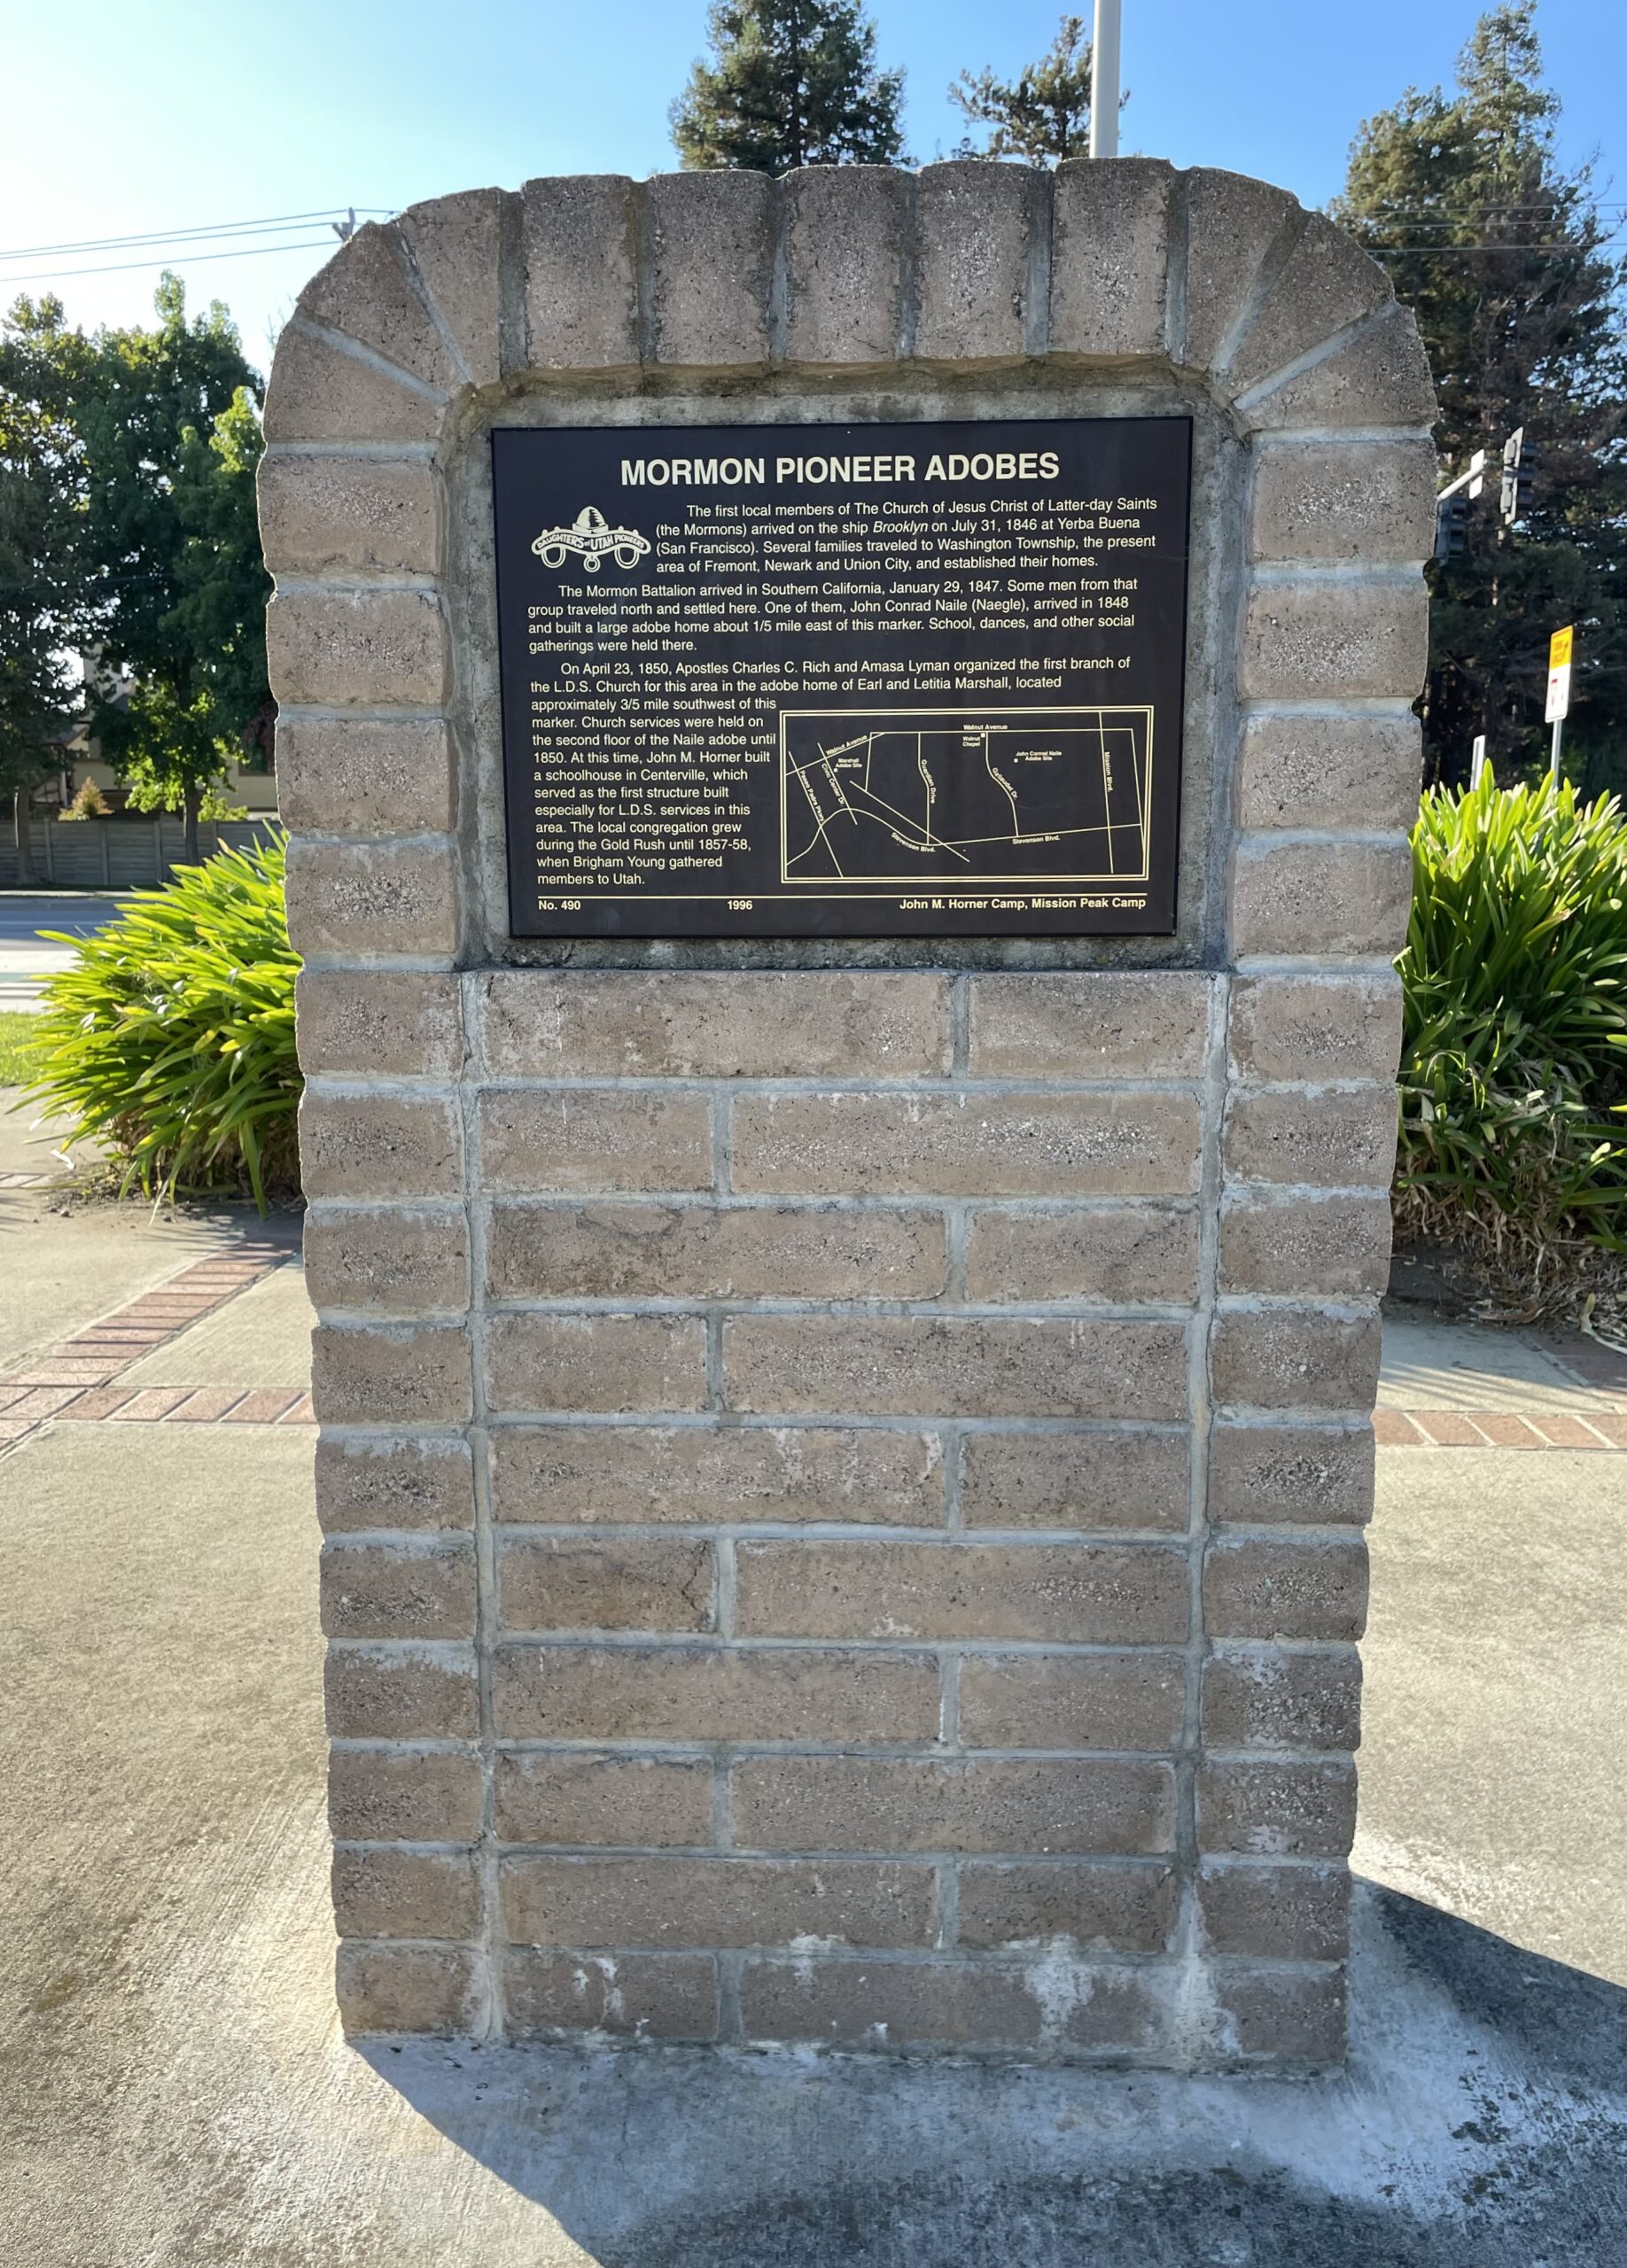 MORMON PIONEER ADOBES
DAUGHTERS of UTAH PIONEERS
The first local members of The Church of Jesus Christ of Latter-day Saints
(the Mormons) arrived on the ship Brooklyn on July 31, 1846 at Yerba Buena
(San Francisco). Several families traveled to Washington Township, the present
area of Fremont, Newark and Union City, and established their homes.
The Mormon Battalion arrived in Southern California, January 29, 1847. Some men from that
group traveled north and settled here. One of them, John Conrad Naile (Naegle), arrived in 1848
and built a large adobe home about 1/5 mile east of this marker. School, dances, and other social
gatherings were held there.
On April 23, 1850, Apostles Charles C. Rich and Amasa Lyman organized the first branch of
the L.D.S. Church for this area in the adobe home of Earl and Letitia Marshall, located
approximately 3/5 mile southwest of this
marker. Church services were held on
the second floor of the Naile adobe until
1850. At this time, John M. Horner built
a schoolhouse in Centerville, which
served as the first structure built
especially for L.D.S. services in this
area. The local congregation grew
during the Gold Rush until 1857-58,
when Brigham Young gathered
members to Utah.
Walnut Avenue
Walnut Avenue
Walnut
Chapel
John Conrad Naile
Adobe Site
Marshall
Adobe Site
Civic Center Dr.
Paseo Padre Pkwy.
Guardino Drive
Gallaudet Dr
Mission Blvd.
Stevenson Blvd.
Stevenson Blvd.
No. 490
1996
John M. Horner Camp, Mission Peak Camp